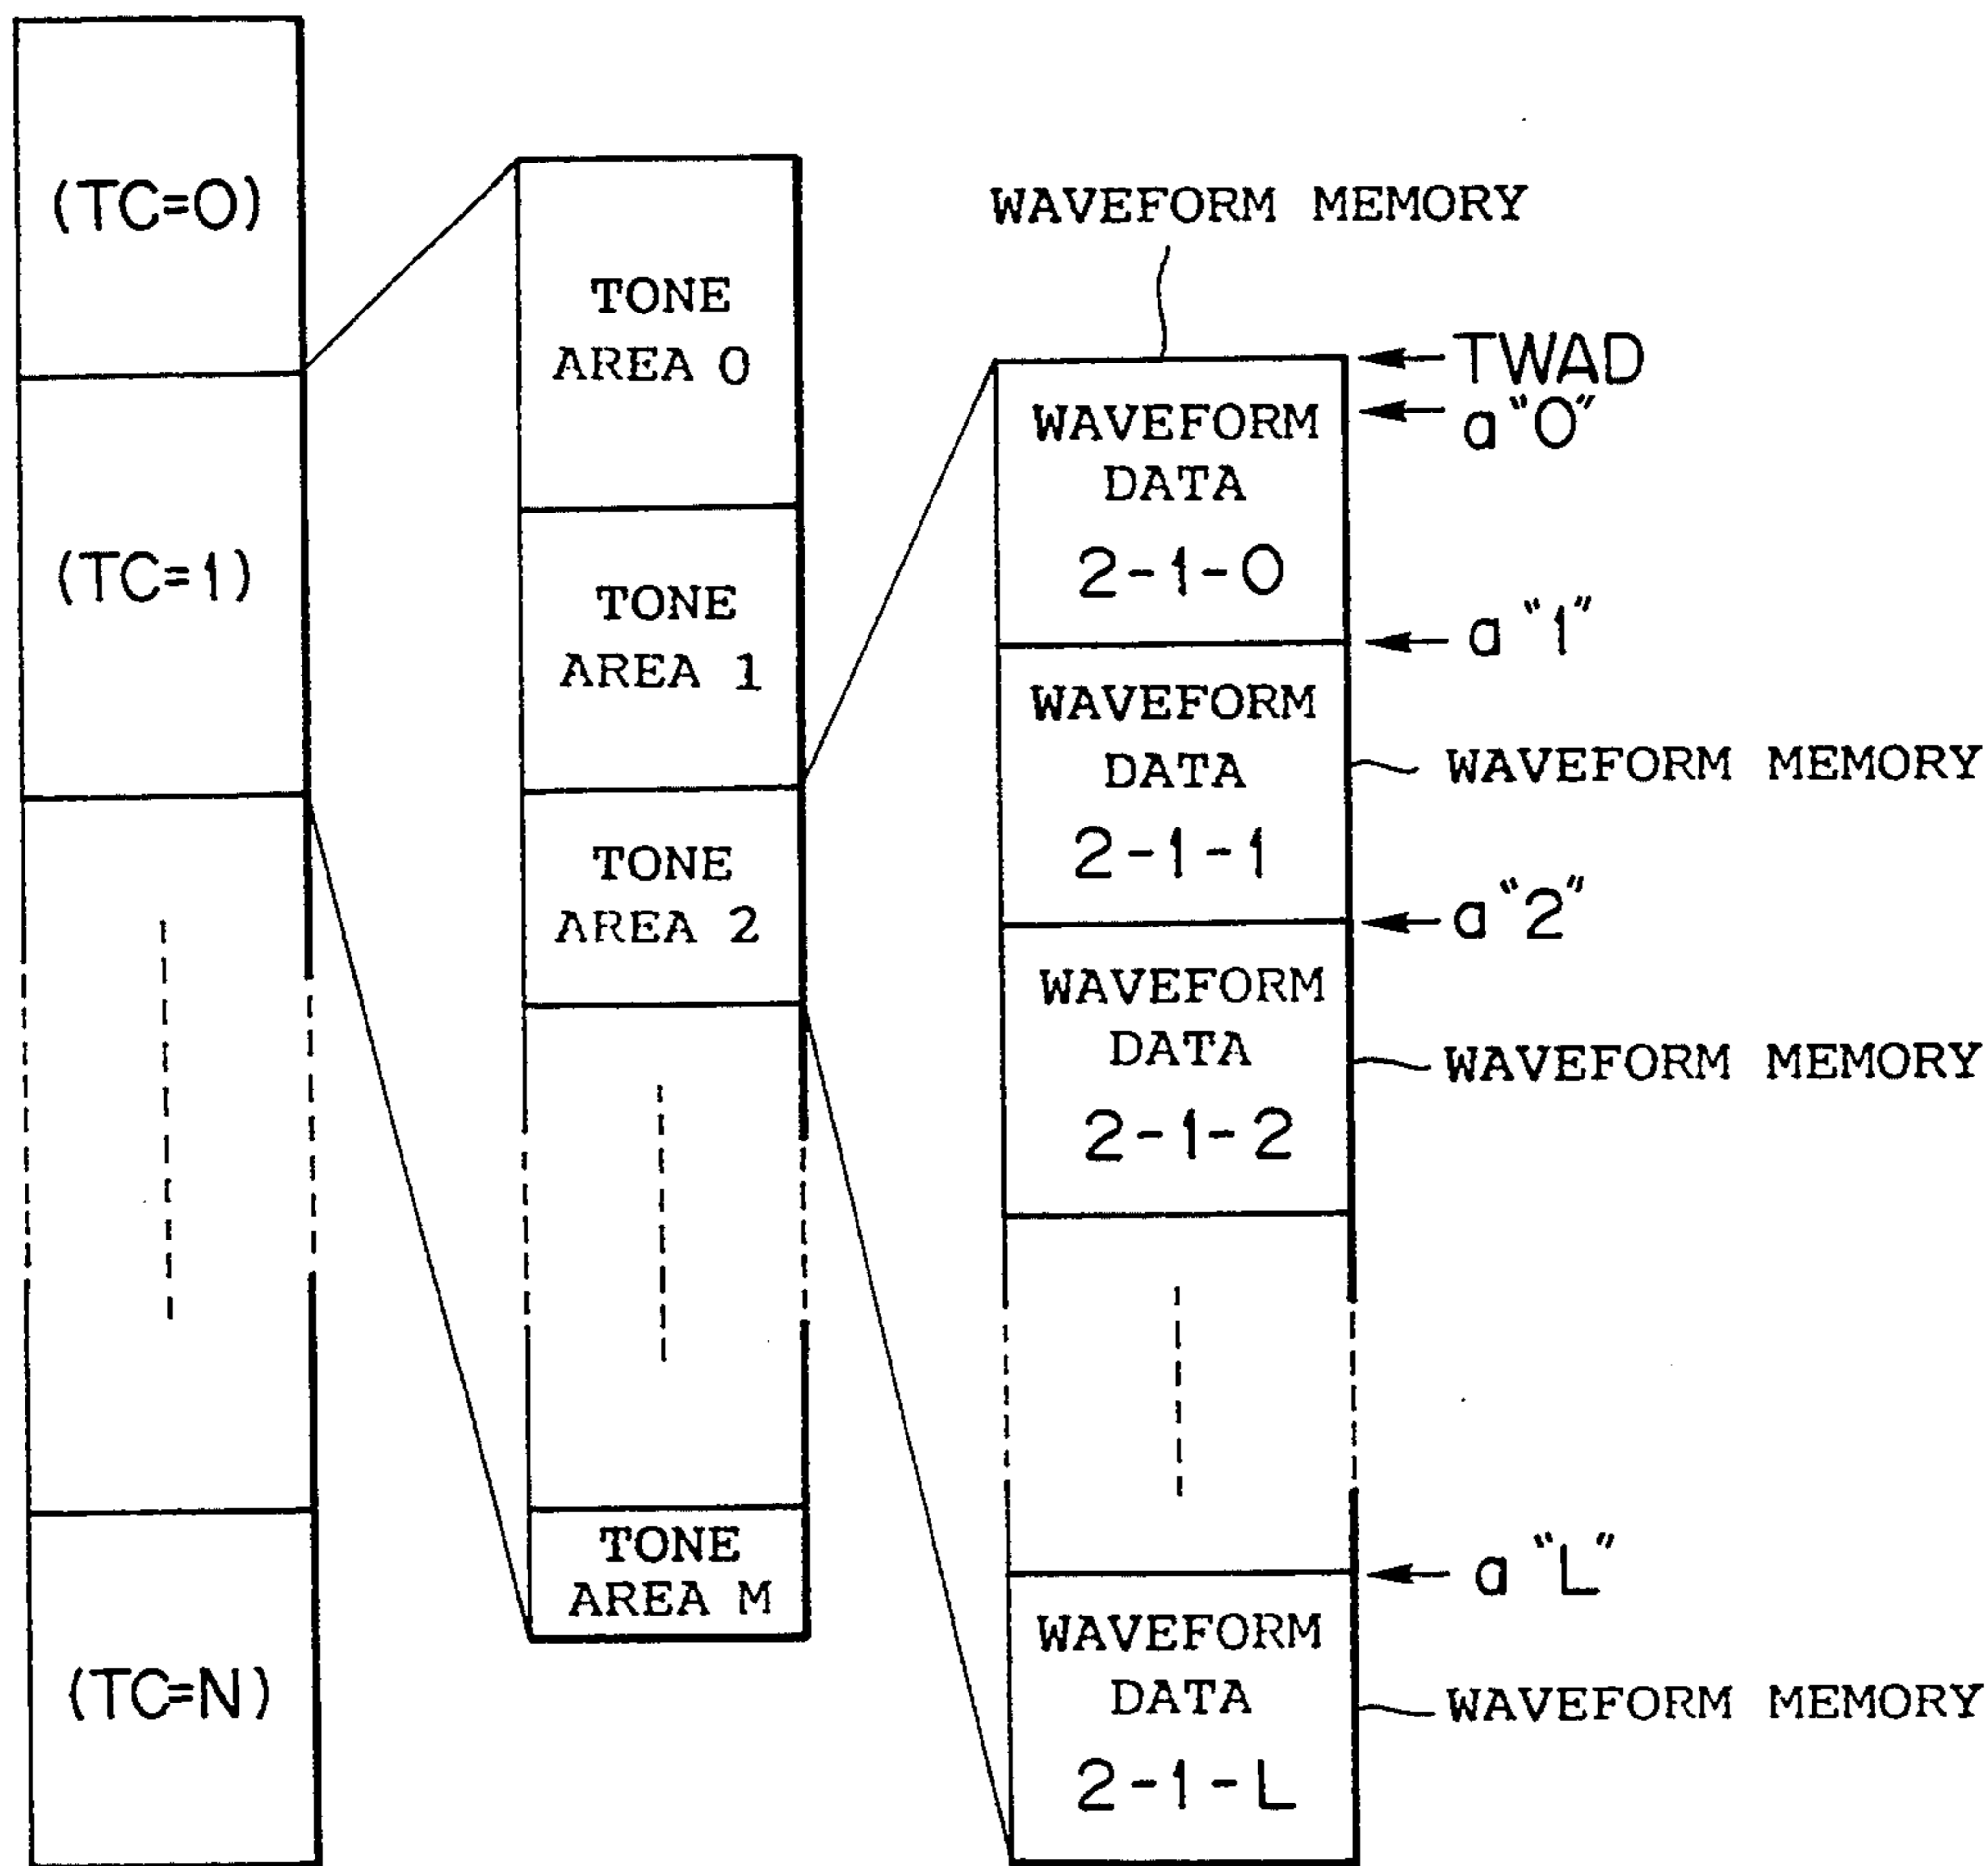 (TC=0)
(TC=1)
(TC=N)
TONE
AREA 0
TONE
AREA 1
TONE
AREA 2
TONE
AREA M
WAVEFORM MEMORY
WAVEFORM
DATA
2-1-0
WAVEFORM
DATA
2-1-1
WAVEFORM
DATA
2-1-2
WAVEFORM
DATA
2-1-L
TWAD
a "0"
a "1"
WAVEFORM MEMORY
a "2"
WAVEFORM MEMORY
a "L"
WAVEFORM MEMORY